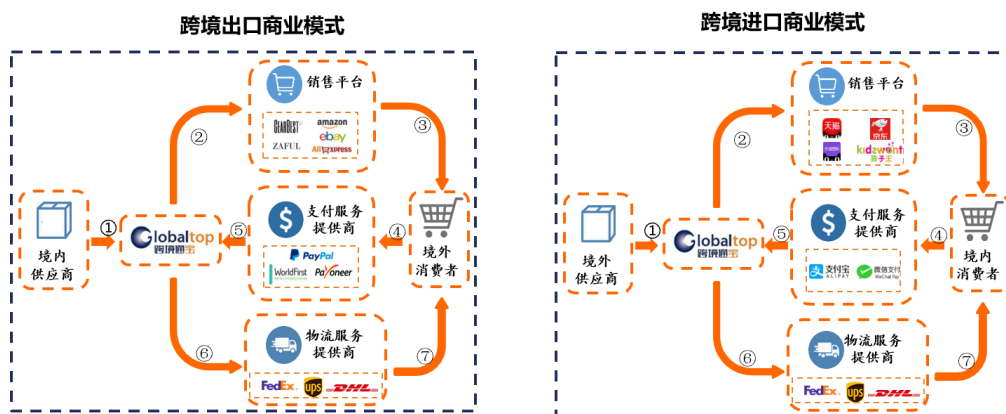 跨境出口商业模式
销售平台
GEARBEST
amazon
ebay
ZAFUL
AliExpress
②
③
①
境内
供应商
Globaltop
跨境通宝
⑤
支付服务
提供商
PayPal
WorldFirst
Payoneer
④
境外
消费者
⑥
物流服务
提供商
FedEx
ups
DHL
⑦
跨境进口商业模式
销售平台
天猫
京东
kidswant
孩子王
②
③
①
境外
供应商
Globaltop
跨境通宝
⑤
支付服务
提供商
支付宝
ALIPAY
微信支付
WeChat Pay
④
境内
消费者
⑥
物流服务
提供商
FedEx
ups
DHL
⑦